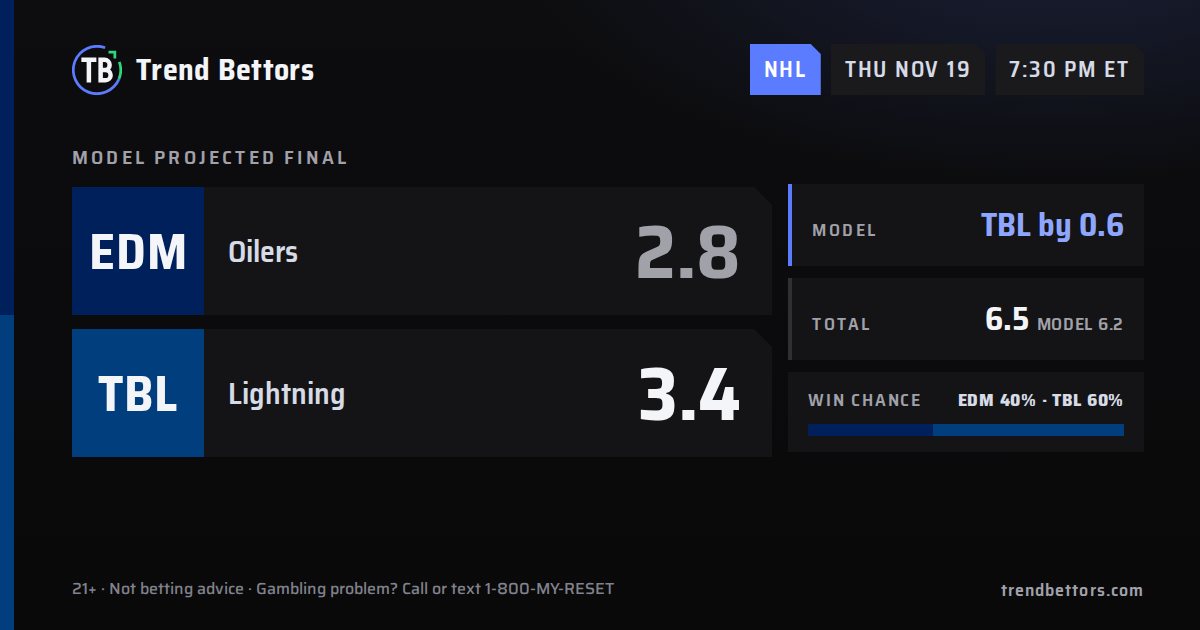 TB Trend Bettors
NHL THU NOV 19 7:30 PM ET
MODEL PROJECTED FINAL
EDM Oilers 2.8
TBL Lightning 3.4
MODEL TBL by 0.6
TOTAL 6.5 MODEL 6.2
WIN CHANCE EDM 40% · TBL 60%
21+ · Not betting advice · Gambling problem? Call or text 1-800-MY-RESET
trendbettors.com